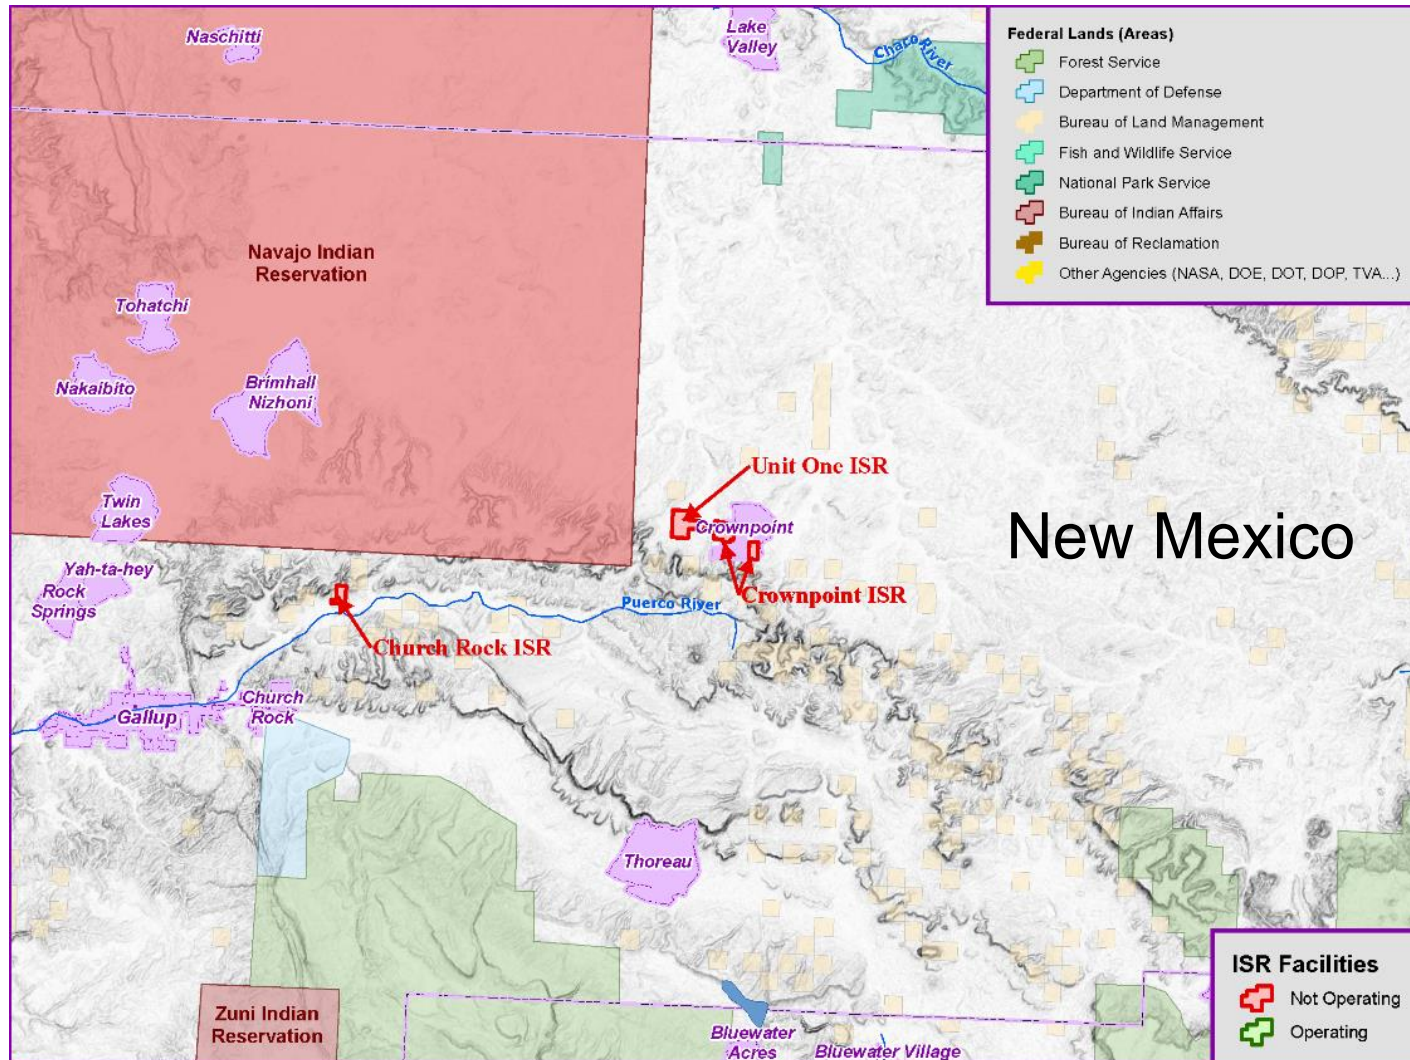 Naschitti
Lake
Valley
Chaco River
Federal Lands (Areas)
Forest Service
Department of Defense
Bureau of Land Management
Fish and Wildlife Service
National Park Service
Bureau of Indian Affairs
Bureau of Reclamation
Other Agencies (NASA, DOE, DOT, DOP, TVA...)
Navajo Indian
Reservation
Tohatchi
Nakaibito
Brimhall
Nizhoni
Unit One ISR
Twin
Lakes
Crownpoint
New Mexico
Yah-ta-hey
Rock
Springs
Crownpoint ISR
Puerco River
Church Rock ISR
Church
Rock
Gallup
Thoreau
ISR Facilities
Not Operating
Operating
Zuni Indian
Reservation
Bluewater
Acres
Bluewater Village